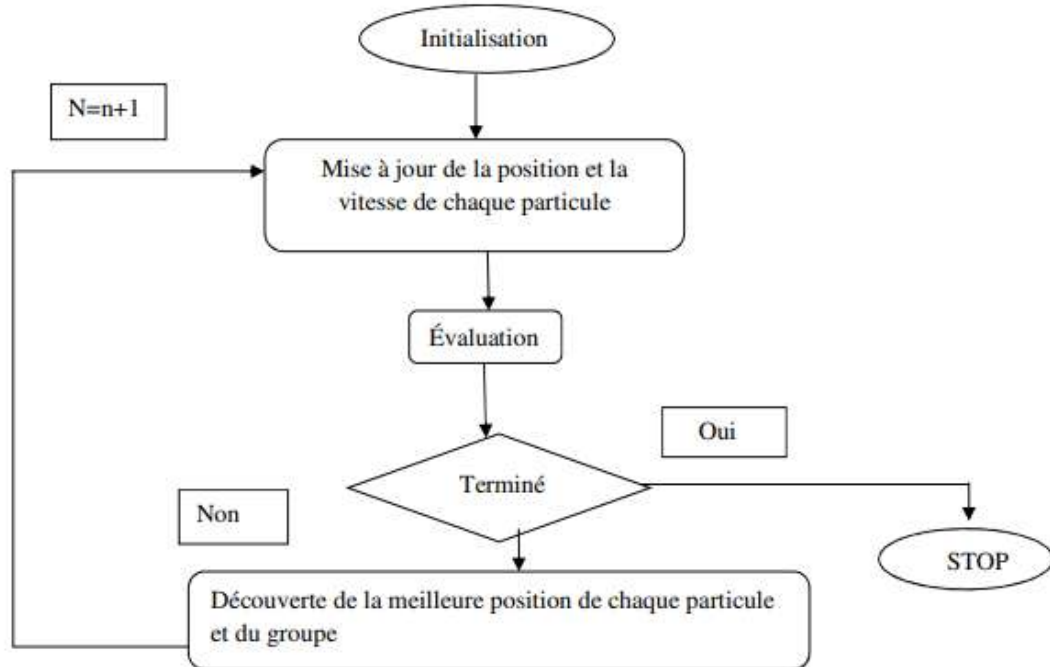 Initialisation
N=n+1
Mise à jour de la position et la
vitesse de chaque particule
Évaluation
Oui
Terminé
Non
STOP
Découverte de la meilleure position de chaque particule
et du groupe